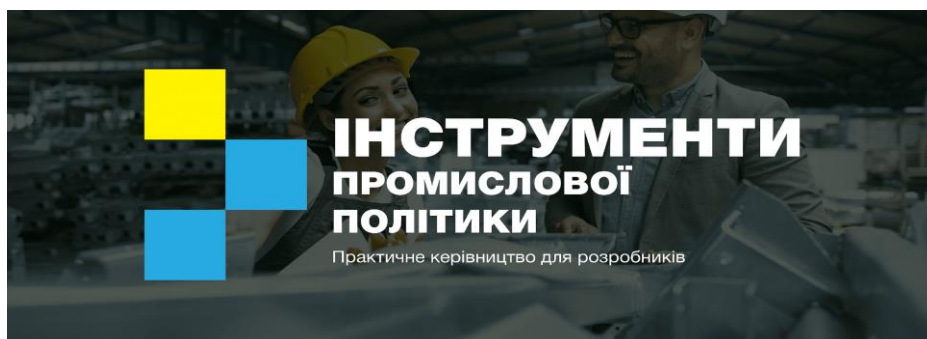 ІНСТРУМЕНТИ
ПРОМИСЛОВОЇ
ПОЛІТИКИ
Практичне керівництво для розробників